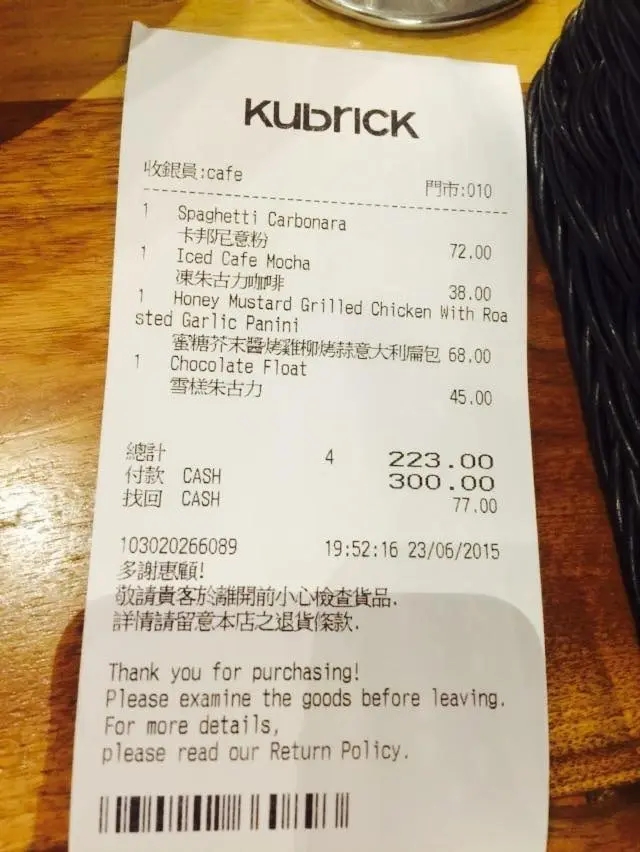 KUBRICK
收銀員:cafe 門市:010
1 Spaghetti Carbonara
卡邦尼意粉 72.00
1 Iced Cafe Mocha
凍朱古力咖啡 38.00
1 Honey Mustard Grilled Chicken With Roa
sted Garlic Panini
蜜糖芥末醬烤雞柳烤蒜意大利扁包 68.00
1 Chocolate Float
雪糕朱古力 45.00
總計 4 223.00
付款 CASH 300.00
找回 CASH 77.00
103020266089 19:52:16 23/06/2015
多謝惠顧!
敬請貴客於離開前小心檢查貨品.
詳情請留意本店之退貨條款.
Thank you for purchasing!
Please examine the goods before leaving.
For more details,
please read our Return Policy.